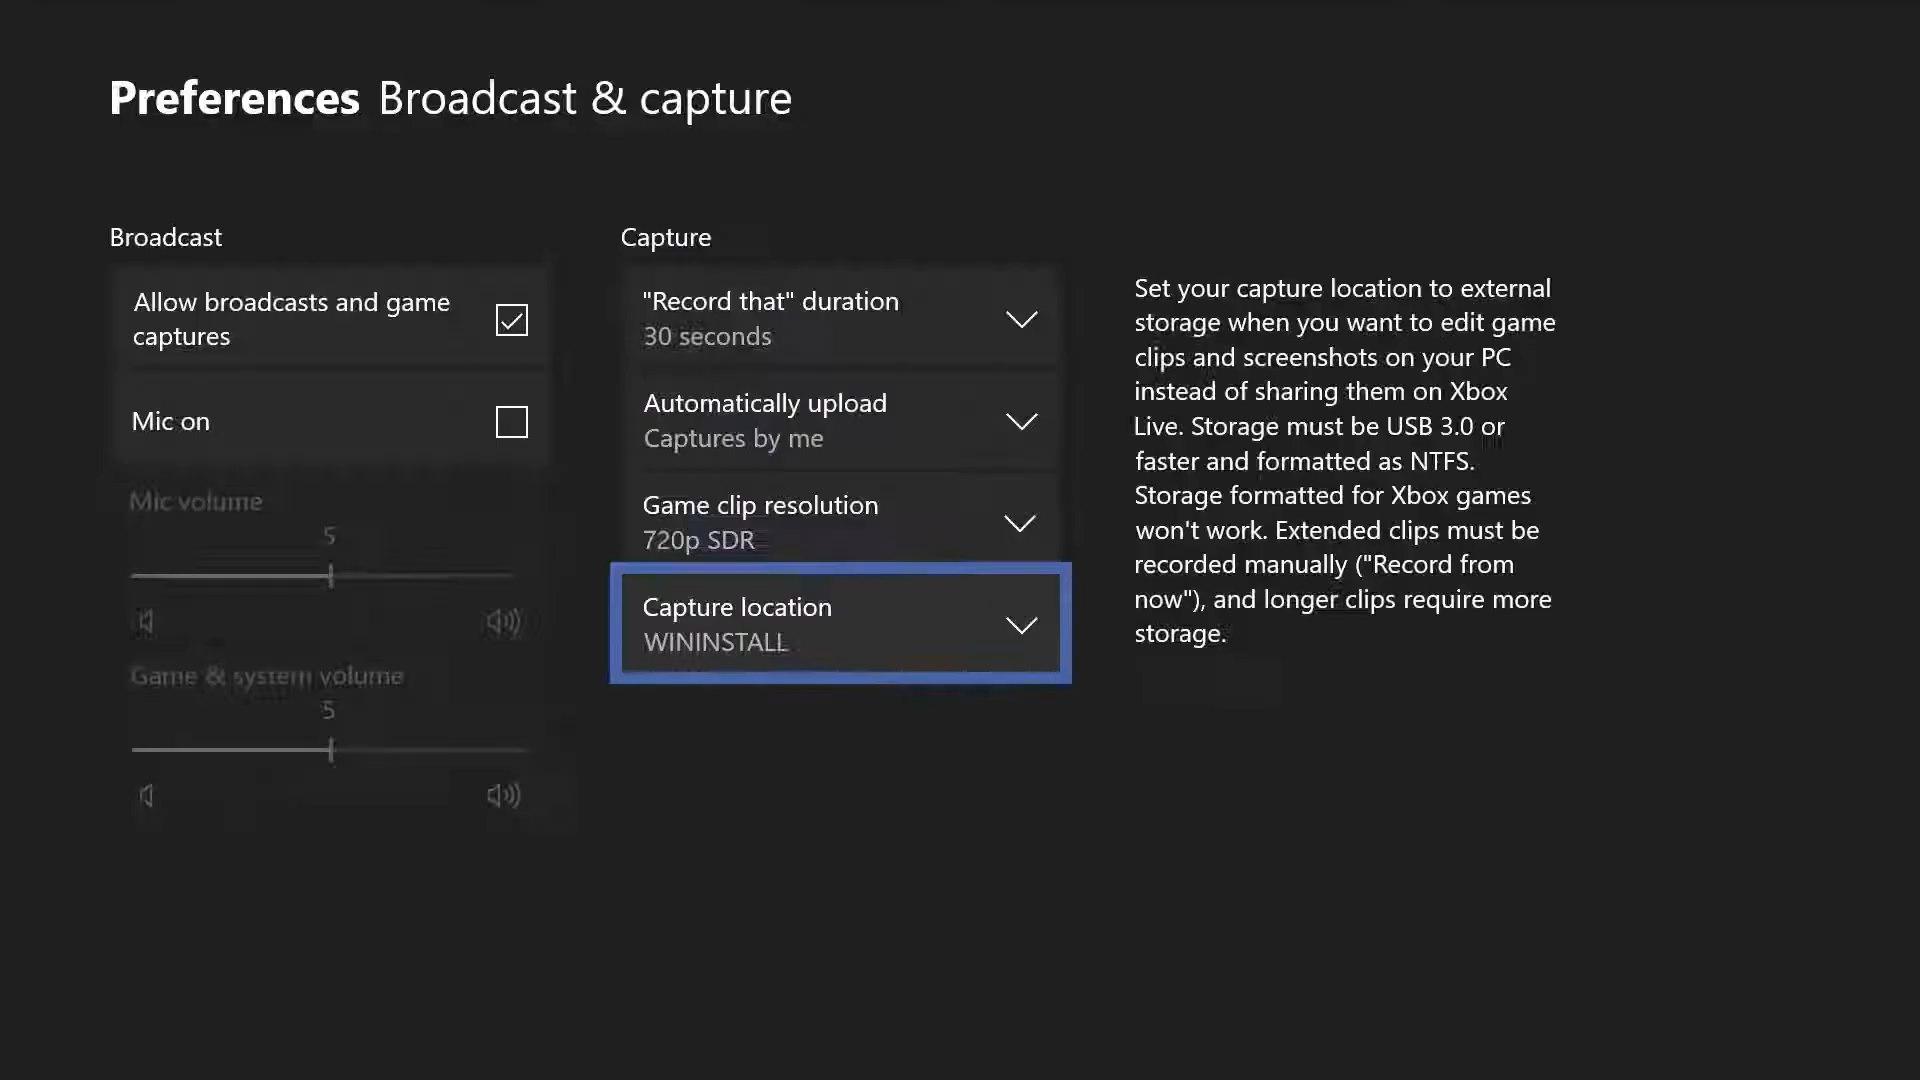 Preferences Broadcast & capture
Broadcast
Allow broadcasts and game
captures
Mic on
Mic volume
5
Game & system volume
5
Capture
"Record that" duration
30 seconds
Automatically upload
Captures by me
Game clip resolution
720p SDR
Capture location
WININSTALL
Set your capture location to external
storage when you want to edit game
clips and screenshots on your PC
instead of sharing them on Xbox
Live. Storage must be USB 3.0 or
faster and formatted as NTFS.
Storage formatted for Xbox games
won't work. Extended clips must be
recorded manually ("Record from
now"), and longer clips require more
storage.